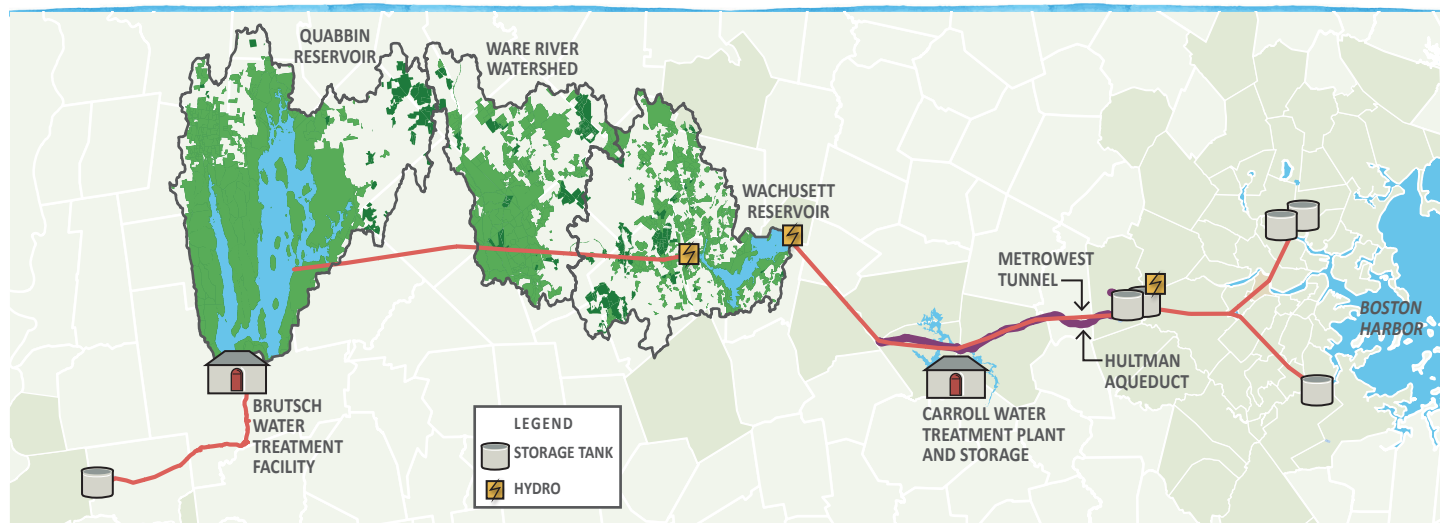 QUABBIN
RESERVOIR
WARE RIVER
WATERSHED
WACHUSETT
RESERVOIR
METROWEST
TUNNEL
BOSTON
HARBOR
HULTMAN
AQUEDUCT
BRUTSCH
WATER
TREATMENT
FACILITY
CARROLL WATER
TREATMENT PLANT
AND STORAGE
LEGEND
STORAGE TANK
HYDRO